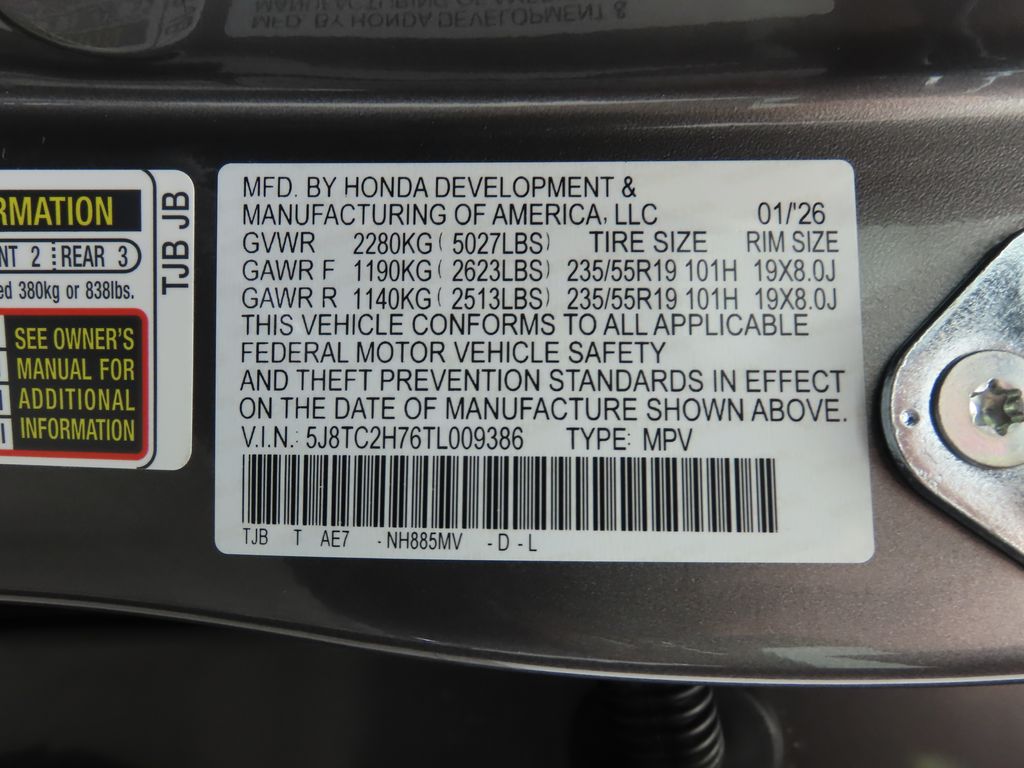 RMATION
NT 2 REAR 3
ed 380kg or 838lbs.
SEE OWNER'S
MANUAL FOR
ADDITIONAL
INFORMATION
TJB JB
MFD. BY HONDA DEVELOPMENT &
MANUFACTURING OF AMERICA, LLC 01/'26
GVWR 2280KG ( 5027LBS) TIRE SIZE RIM SIZE
GAWR F 1190KG ( 2623LBS) 235/55R19 101H 19X8.0J
GAWR R 1140KG ( 2513LBS) 235/55R19 101H 19X8.0J
THIS VEHICLE CONFORMS TO ALL APPLICABLE
FEDERAL MOTOR VEHICLE SAFETY
AND THEFT PREVENTION STANDARDS IN EFFECT
ON THE DATE OF MANUFACTURE SHOWN ABOVE.
V.I.N.: 5J8TC2H76TL009386 TYPE: MPV
TJB T AE7 - NH885MV - D - L